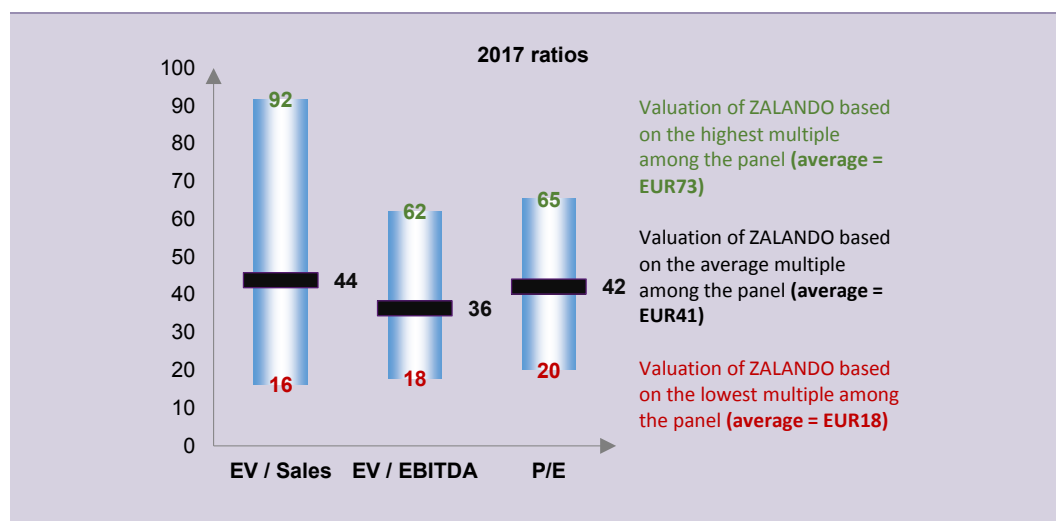 2017 ratios
100
90
80
70
60
50
40
30
20
10
0
92
44
16
62
36
18
65
42
20
EV / Sales
EV / EBITDA
P/E
Valuation of ZALANDO based
on the highest multiple
among the panel (average =
EUR73)
Valuation of ZALANDO based
on the average multiple
among the panel (average =
EUR41)
Valuation of ZALANDO based
on the lowest multiple among
the panel (average = EUR18)